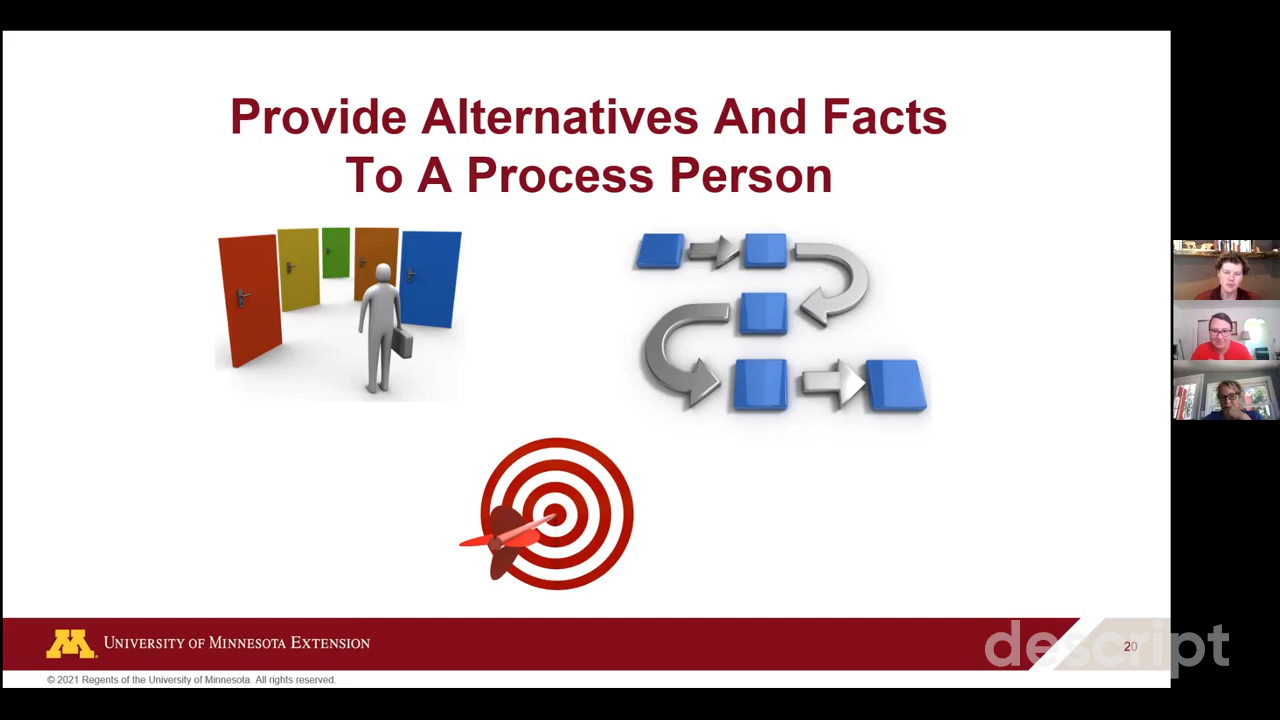 Provide Alternatives And Facts
To A Process Person
UNIVERSITY OF MINNESOTA EXTENSION
20
descript
© 2021 Regents of the University of Minnesota. All rights reserved.